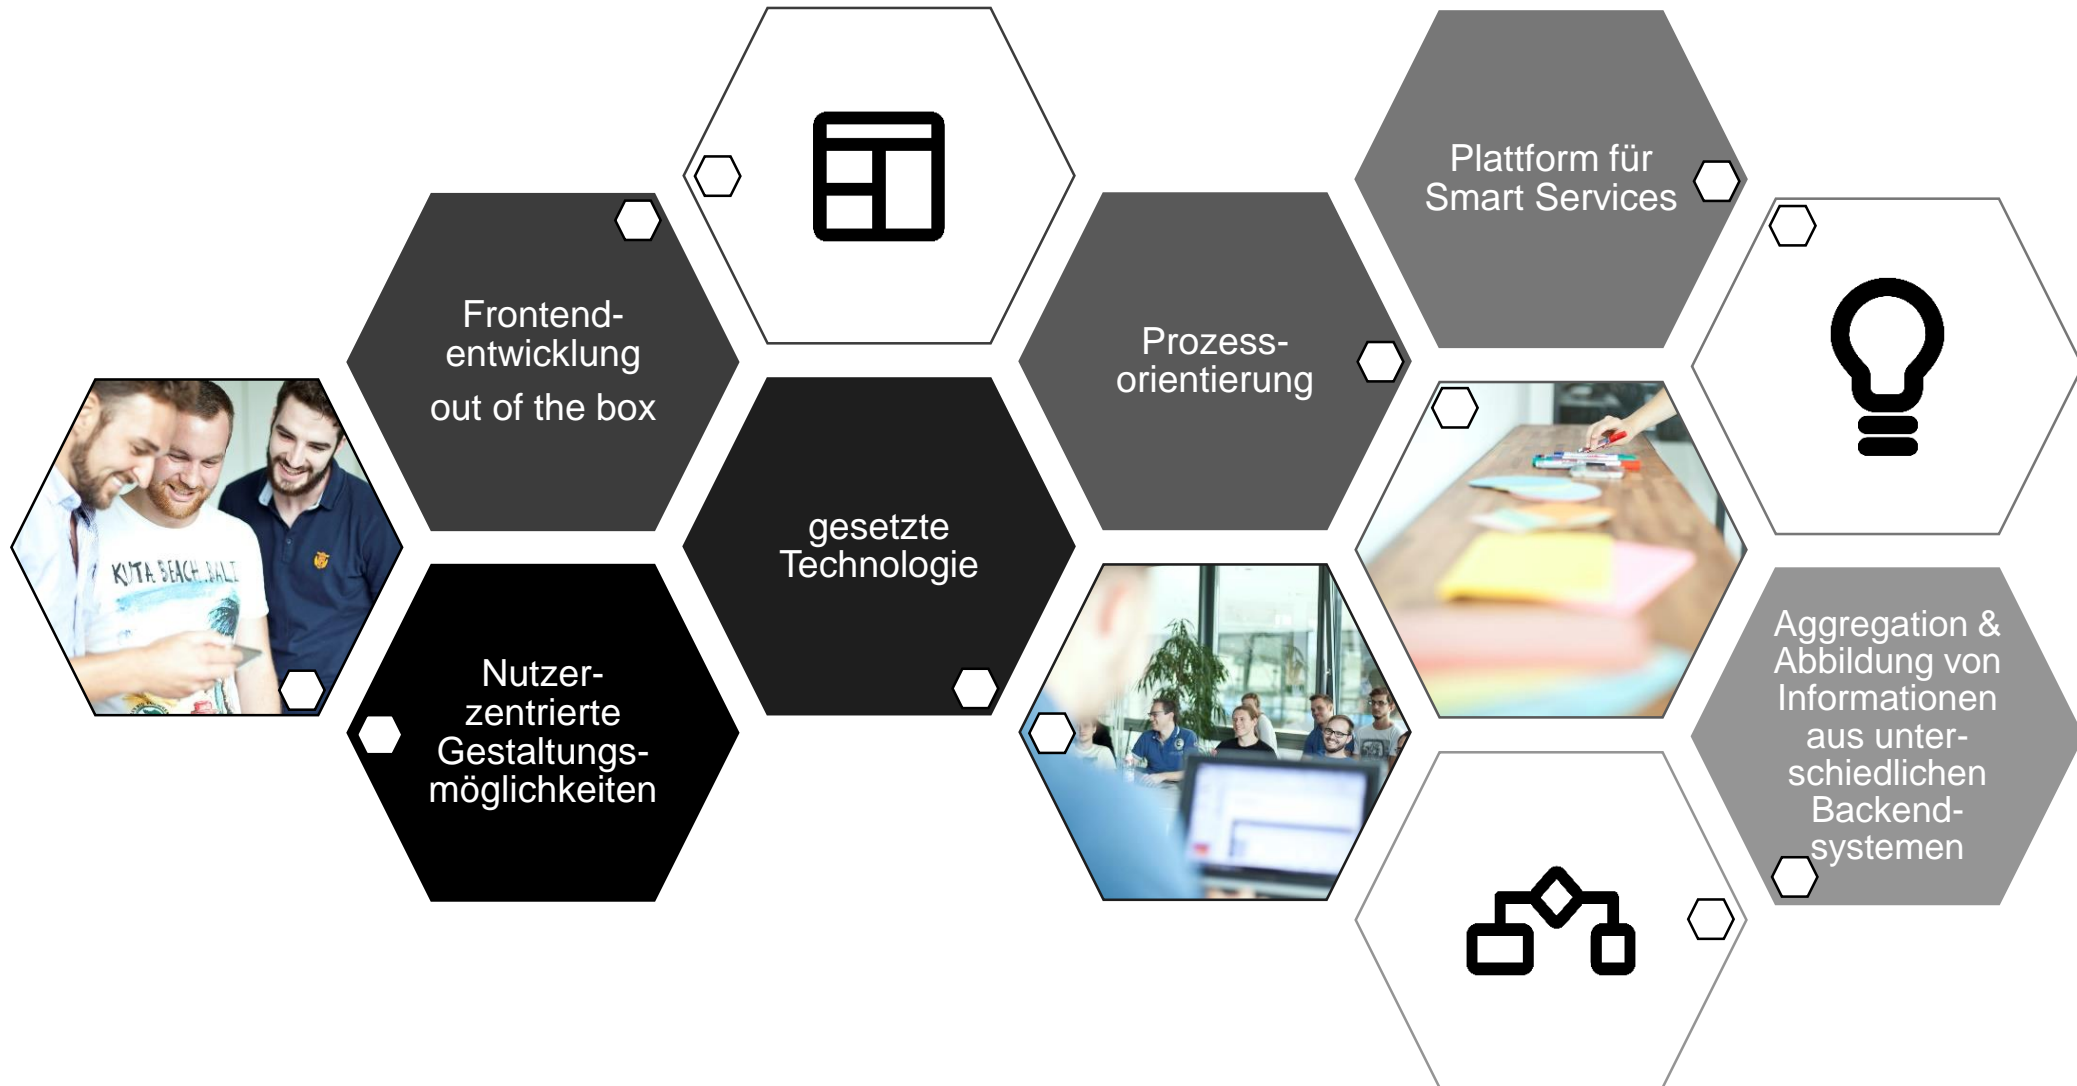 Frontend-
entwicklung
out of the box
Nutzer-
zentrierte
Gestaltungs-
möglichkeiten
gesetzte
Technologie
Prozess-
orientierung
Plattform für
Smart Services
Aggregation &
Abbildung von
Informationen
aus unter-
schiedlichen
Backend-
systemen
KUTA BEACH BALI